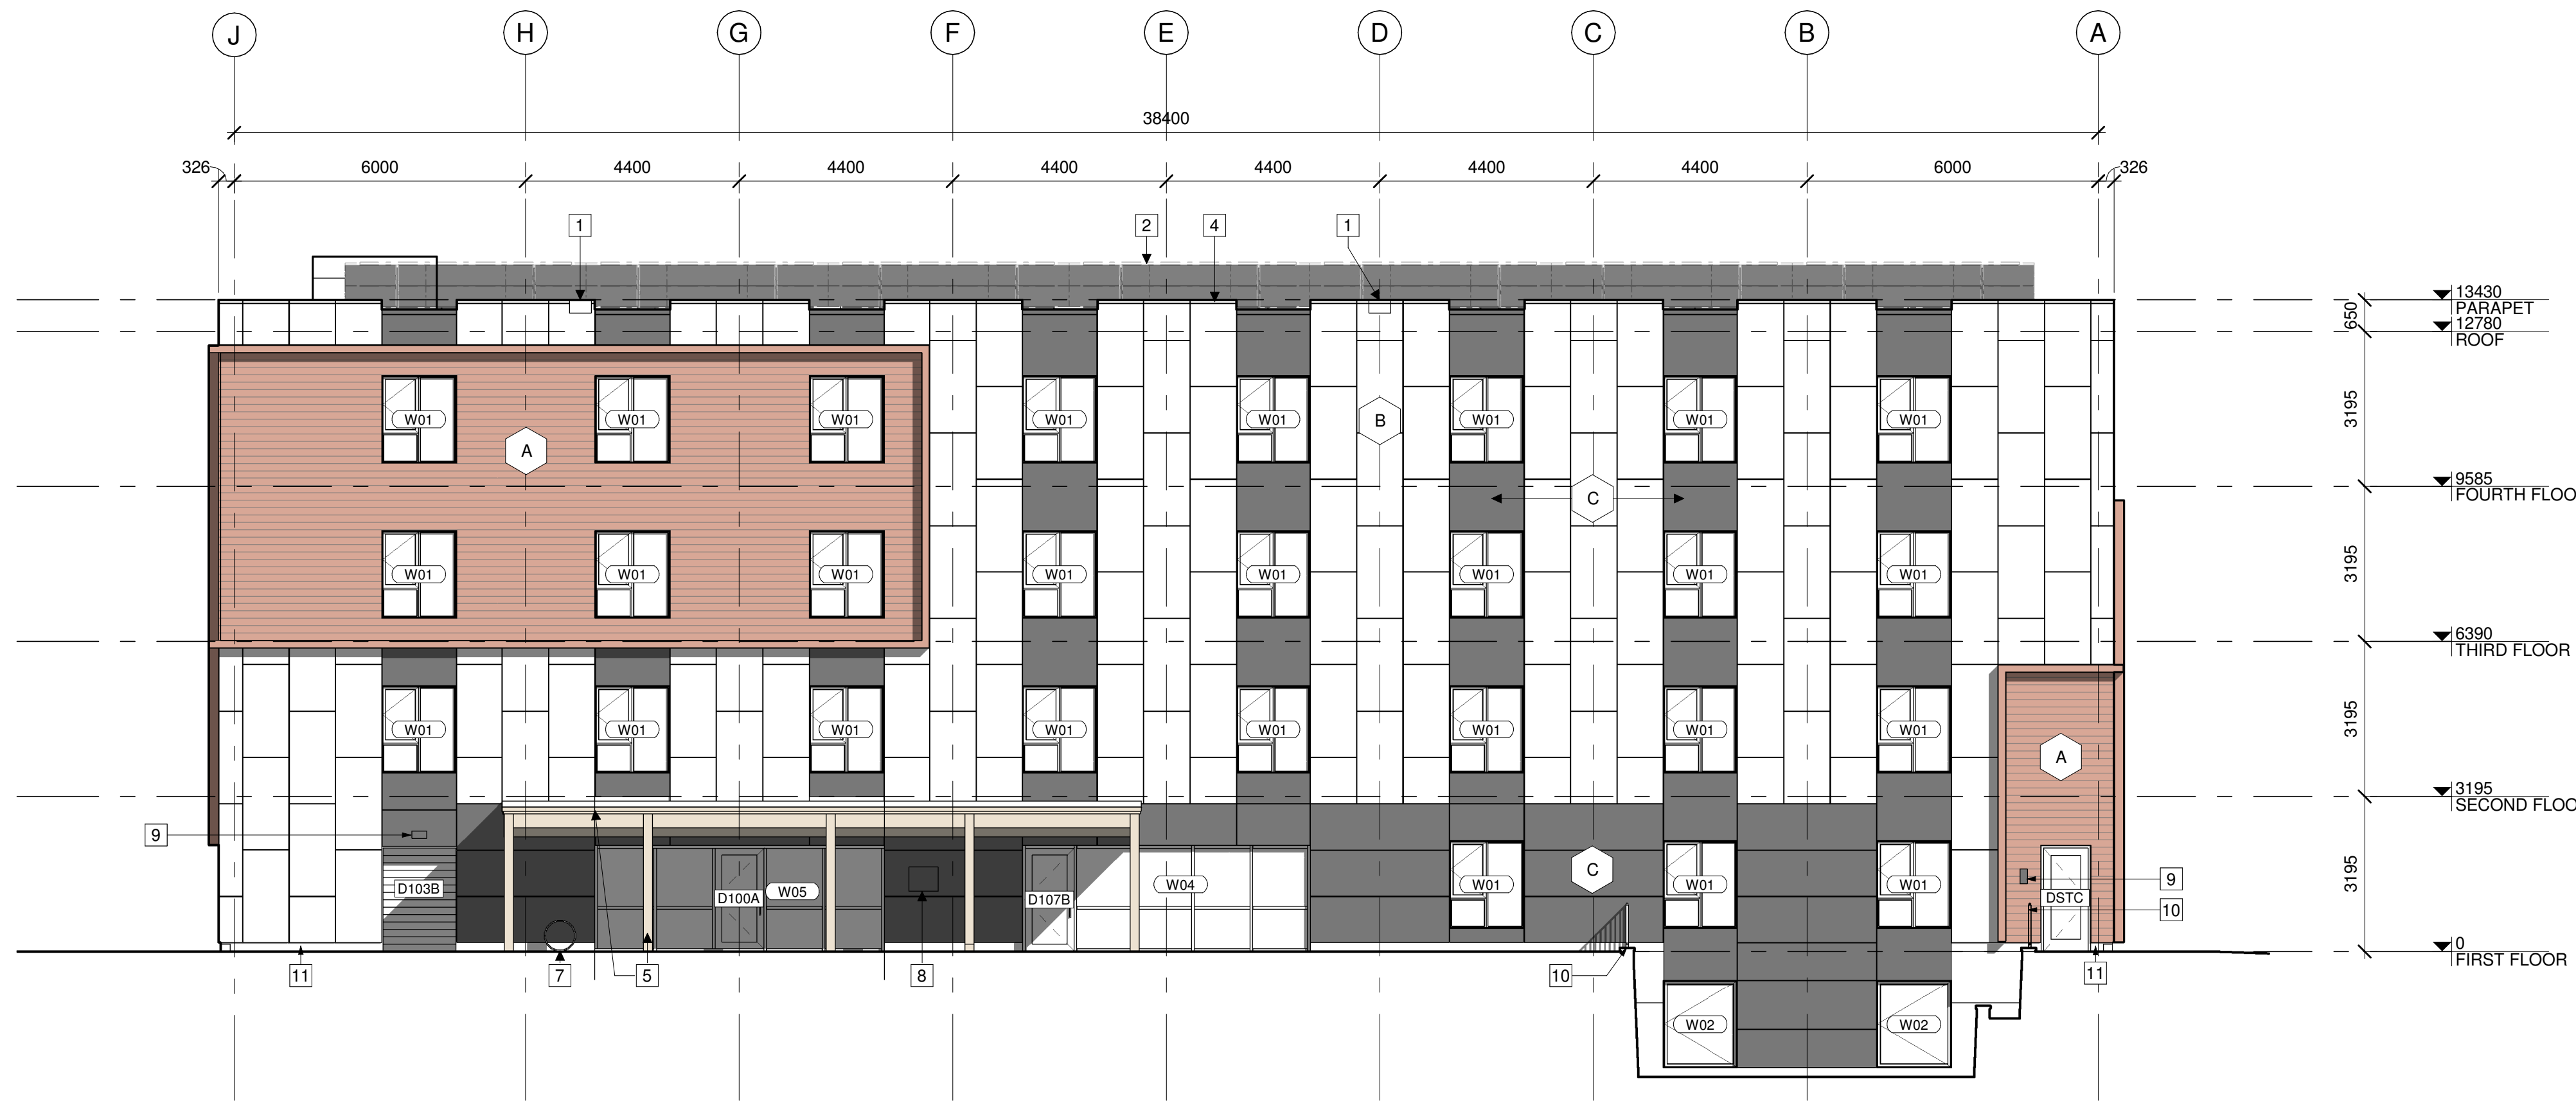 J H G F E D C B A
38400
326 6000 4400 4400 4400 4400 4400 4400 6000 326
1 2 4 1
13430
PARAPET
650
12780
ROOF
W01 W01 W01 W01 W01 B W01 W01 W01
A
3195
9585
FOURTH FLOO
C
W01 W01 W01 W01 W01 W01 W01 W01
3195
6390
THIRD FLOOR
W01 W01 W01 W01 W01 W01 W01 W01
A
3195
3195
SECOND FLOO
9
D103B D100A W05 D107B W04 W01 C W01 W01 DSTC
9
10
3195
0
FIRST FLOOR
11 7 5 8 10 11
W02 W02